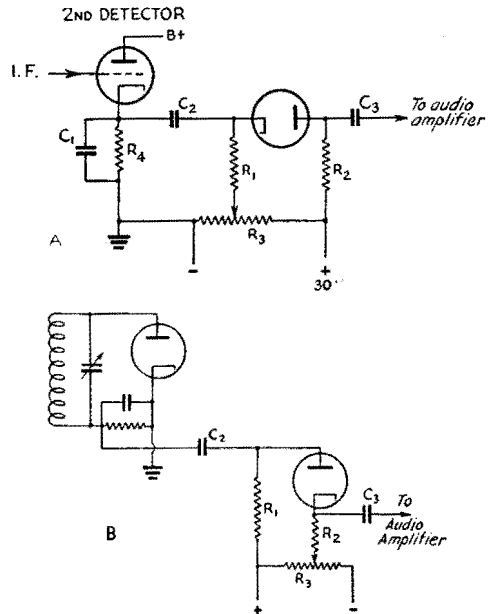 2ND DETECTOR
B+
I.F.
C2
C3
To audio
amplifier
C1
R4
R1
R2
R3
A
-
+
30
C2
R1
C3
To
Audio
Amplifier
R2
B
R3
+
-